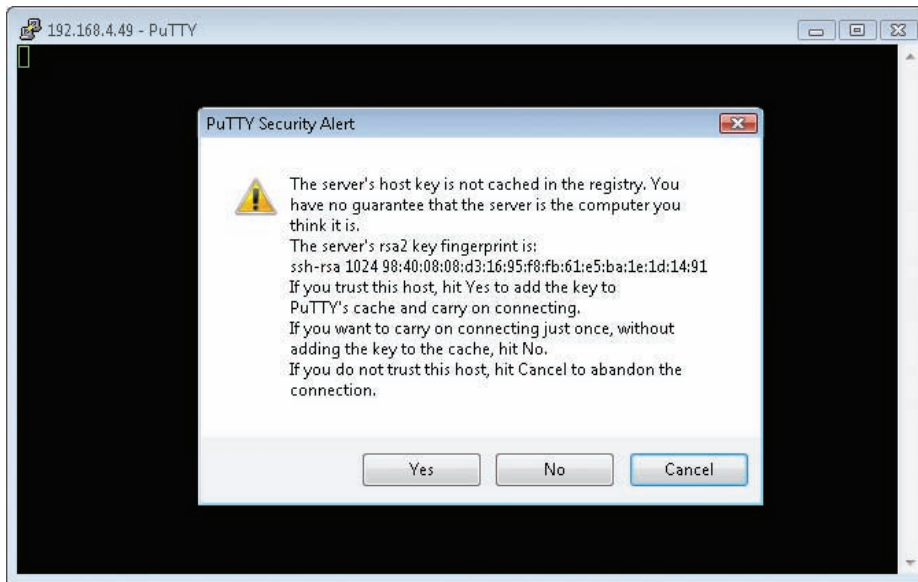 192.168.4.49 - PuTTY
PuTTY Security Alert
The server's host key is not cached in the registry. You
have no guarantee that the server is the computer you
think it is.
The server's rsa2 key fingerprint is:
ssh-rsa 1024 98:40:08:08:d3:16:95:f8:fb:61:e5:ba:1e:1d:14:91
If you trust this host, hit Yes to add the key to
PuTTY's cache and carry on connecting.
If you want to carry on connecting just once, without
adding the key to the cache, hit No.
If you do not trust this host, hit Cancel to abandon the
connection.
Yes No Cancel